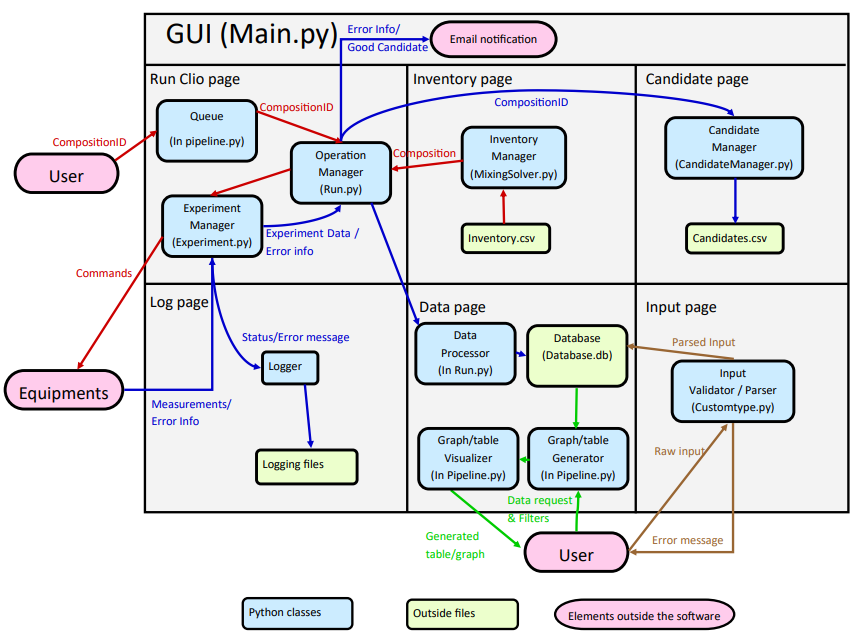 GUI (Main.py)
Error Info/
Good Candidate
Email notification
Run Clio page
Inventory page
Candidate page
CompositionID
Queue
(In pipeline.py)
CompositionID
CompositionID
User
Operation
Manager
(Run.py)
Composition
Inventory
Manager
(MixingSolver.py)
Candidate
Manager
(CandidateManager.py)
Experiment
Manager
(Experiment.py)
Experiment Data /
Error info
Inventory.csv
Candidates.csv
Commands
Log page
Data page
Input page
Status/Error message
Logger
Data
Processor
(In Run.py)
Database
(Database.db)
Parsed Input
Input
Validator / Parser
(Customtype.py)
Equipments
Measurements/
Error Info
Logging files
Graph/table
Visualizer
(In Pipeline.py)
Graph/table
Generator
(In Pipeline.py)
Raw input
Data request
& Filters
Generated
table/graph
User
Error message
Python classes
Outside files
Elements outside the software